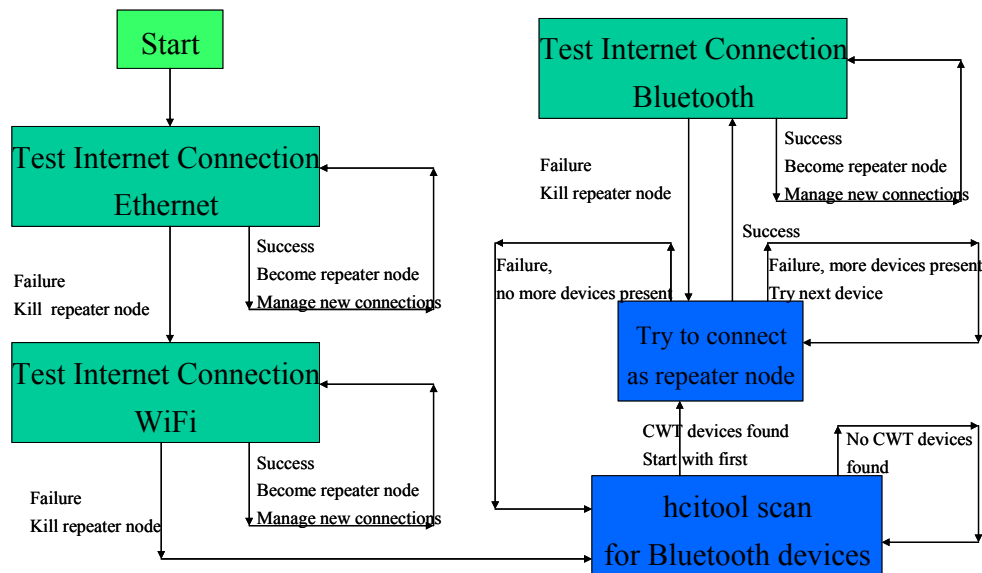 Start
Test Internet Connection
Ethernet
Success
Become repeater node
Manage new connections
Failure
Kill repeater node
Test Internet Connection
WiFi
Success
Become repeater node
Manage new connections
Failure
Kill repeater node
Test Internet Connection
Bluetooth
Success
Become repeater node
Manage new connections
Failure
Kill repeater node
Success
Failure,
no more devices present
Failure, more devices present
Try next device
Try to connect
as repeater node
CWT devices found
Start with first
No CWT devices
found
hcitool scan
for Bluetooth devices